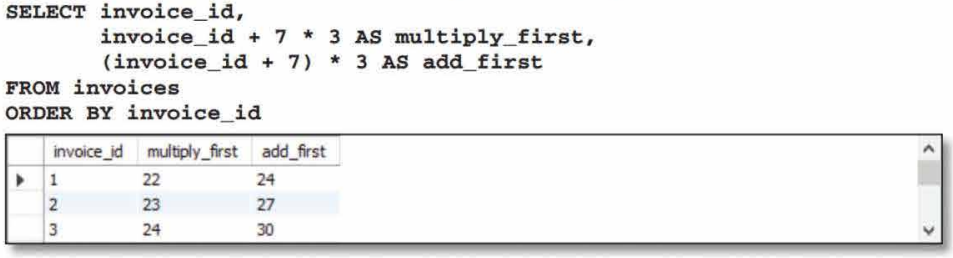 SELECT invoice_id,
invoice_id + 7 * 3 AS multiply_first,
(invoice_id + 7) * 3 AS add_first
FROM invoices
ORDER BY invoice_id
invoice_id multiply_first add_first
1 22 24
2 23 27
3 24 30